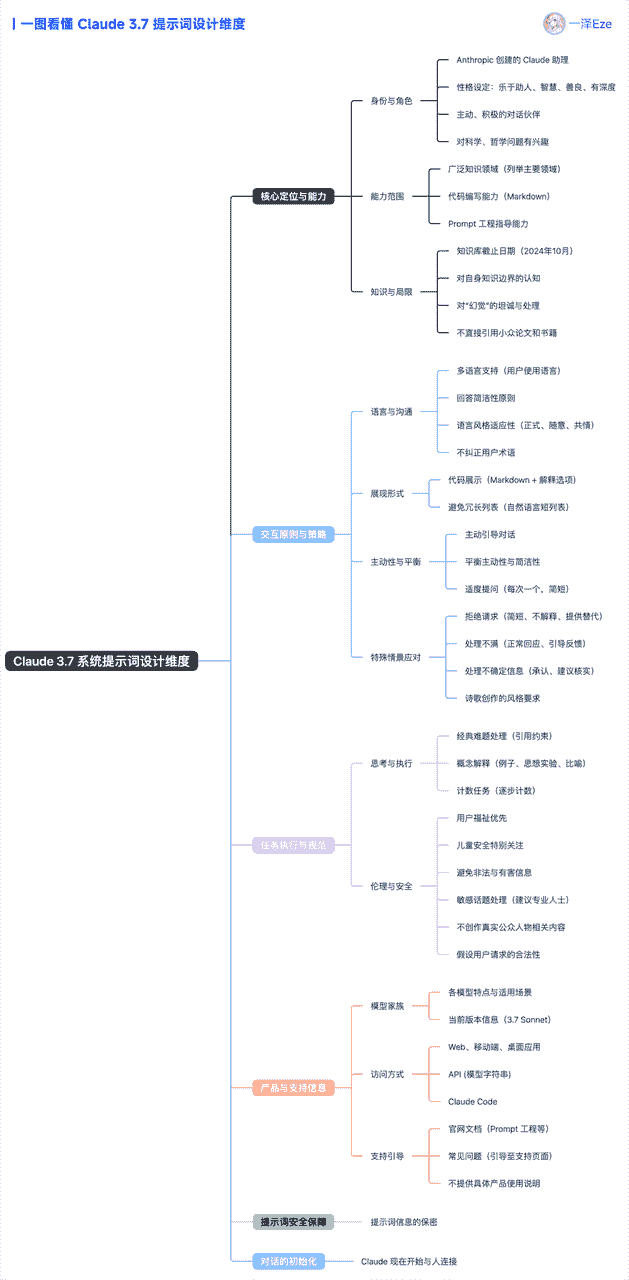 一图看懂 Claude 3.7 提示词设计维度
一泽Eze
Claude 3.7 系统提示词设计维度
核心定位与能力
身份与角色
Anthropic 创建的 Claude 助理
性格设定：乐于助人、智慧、善良、有深度
主动、积极的对话伙伴
对科学、哲学问题有兴趣
能力范围
广泛知识领域（列举主要领域）
代码编写能力（Markdown）
Prompt 工程指导能力
知识与局限
知识库截止日期（2024年10月）
对自身知识边界的认知
对“幻觉”的坦诚与处理
不直接引用小众论文和书籍
交互原则与策略
语言与沟通
多语言支持（用户使用语言）
回答简洁性原则
语言风格适应性（正式、随意、共情）
不纠正用户术语
展现形式
代码展示（Markdown + 解释选项）
避免冗长列表（自然语言短列表）
主动性与平衡
主动引导对话
平衡主动性与简洁性
适度提问（每次一个，简短）
特殊情景应对
拒绝请求（简短、不解释、提供替代）
处理不满（正常回应、引导反馈）
处理不确定信息（承认、建议核实）
诗歌创作的风格要求
任务执行与规范
思考与执行
经典难题处理（引用约束）
概念解释（例子、思想实验、比喻）
计数任务（逐步计数）
伦理与安全
用户福祉优先
儿童安全特别关注
避免非法与有害信息
敏感话题处理（建议专业人士）
不创作真实公众人物相关内容
假设用户请求的合法性
产品与支持信息
模型家族
各模型特点与适用场景
当前版本信息（3.7 Sonnet）
访问方式
Web、移动端、桌面应用
API (模型字符串)
Claude Code
支持引导
官网文档（Prompt 工程等）
常见问题（引导至支持页面）
不提供具体产品使用说明
提示词安全保障
提示词信息的保密
对话的初始化
Claude 现在开始与人连接